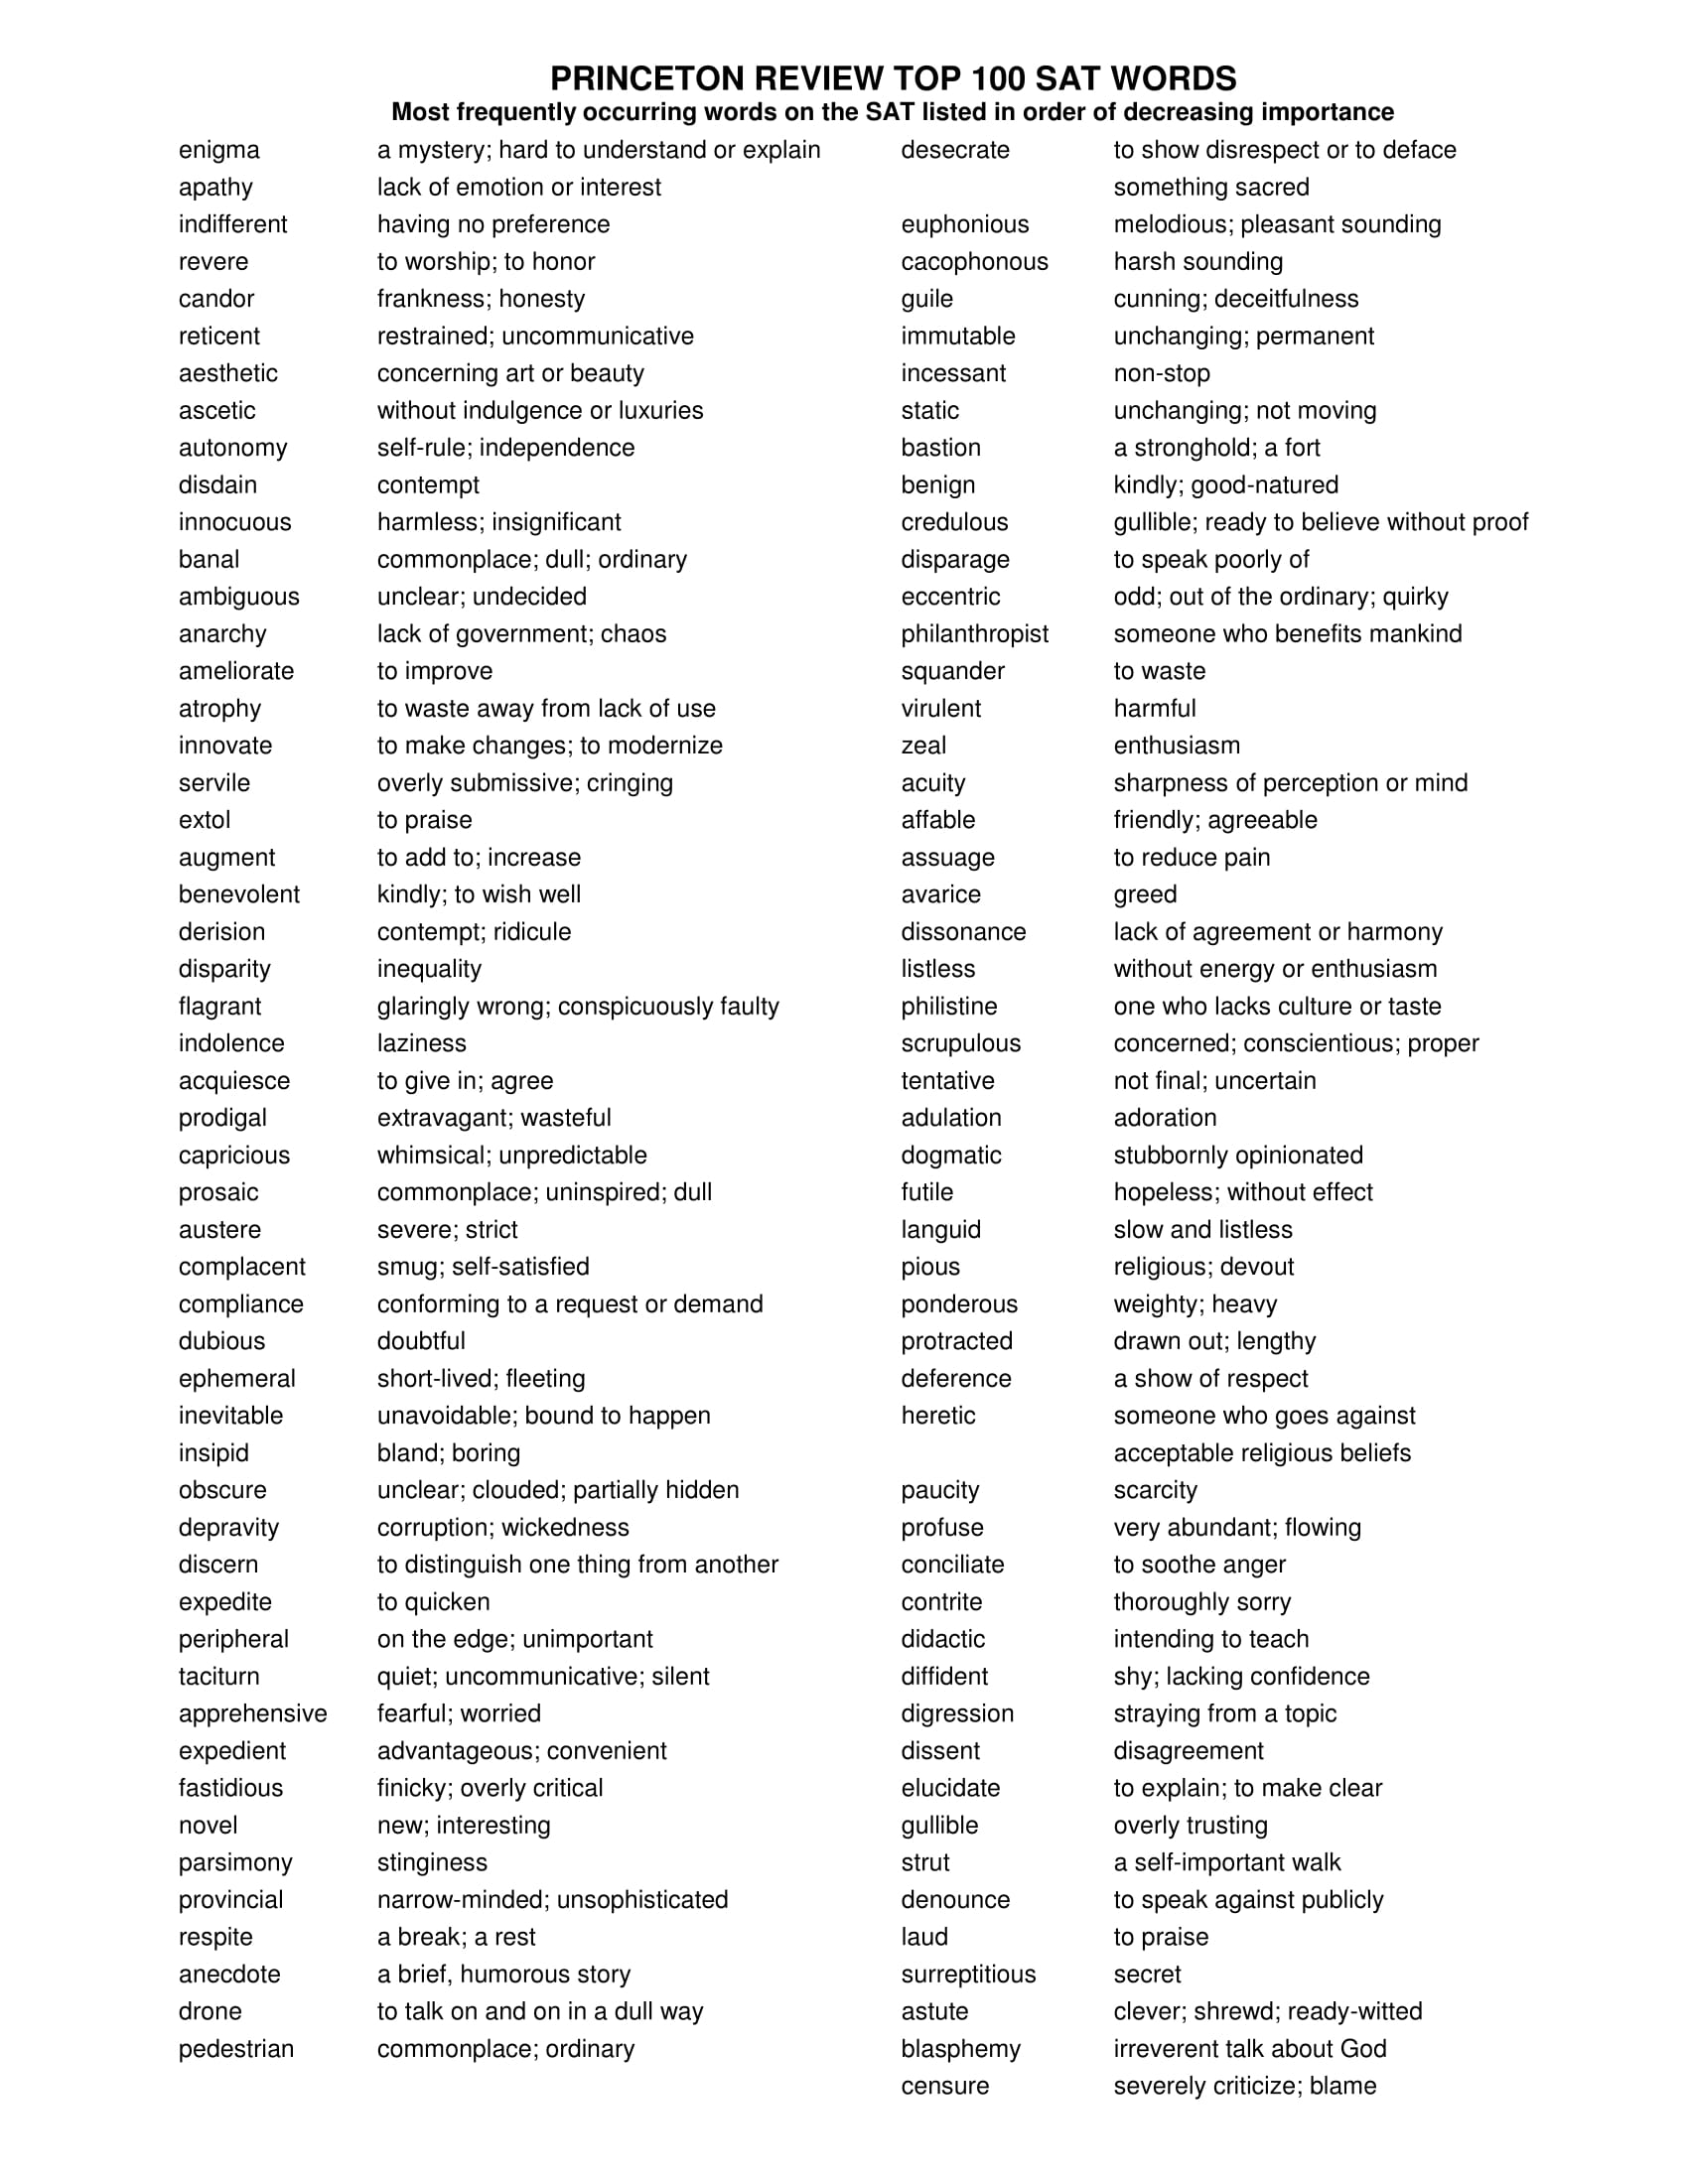 PRINCETON REVIEW TOP 100 SAT WORDS
Most frequently occurring words on the SAT listed in order of decreasing importance
enigma a mystery; hard to understand or explain
apathy lack of emotion or interest
indifferent having no preference
revere to worship; to honor
candor frankness; honesty
reticent restrained; uncommunicative
aesthetic concerning art or beauty
ascetic without indulgence or luxuries
autonomy self-rule; independence
disdain contempt
innocuous harmless; insignificant
banal commonplace; dull; ordinary
ambiguous unclear; undecided
anarchy lack of government; chaos
ameliorate to improve
atrophy to waste away from lack of use
innovate to make changes; to modernize
servile overly submissive; cringing
extol to praise
augment to add to; increase
benevolent kindly; to wish well
derision contempt; ridicule
disparity inequality
flagrant glaringly wrong; conspicuously faulty
indolence laziness
acquiesce to give in; agree
prodigal extravagant; wasteful
capricious whimsical; unpredictable
prosaic commonplace; uninspired; dull
austere severe; strict
complacent smug; self-satisfied
compliance conforming to a request or demand
dubious doubtful
ephemeral short-lived; fleeting
inevitable unavoidable; bound to happen
insipid bland; boring
obscure unclear; clouded; partially hidden
depravity corruption; wickedness
discern to distinguish one thing from another
expedite to quicken
peripheral on the edge; unimportant
taciturn quiet; uncommunicative; silent
apprehensive fearful; worried
expedient advantageous; convenient
fastidious finicky; overly critical
novel new; interesting
parsimony stinginess
provincial narrow-minded; unsophisticated
respite a break; a rest
anecdote a brief, humorous story
drone to talk on and on in a dull way
pedestrian commonplace; ordinary
desecrate to show disrespect or to deface
something sacred
euphonious melodious; pleasant sounding
cacophonous harsh sounding
guile cunning; deceitfulness
immutable unchanging; permanent
incessant non-stop
static unchanging; not moving
bastion a stronghold; a fort
benign kindly; good-natured
credulous gullible; ready to believe without proof
disparage to speak poorly of
eccentric odd; out of the ordinary; quirky
philanthropist someone who benefits mankind
squander to waste
virulent harmful
zeal enthusiasm
acuity sharpness of perception or mind
affable friendly; agreeable
assuage to reduce pain
avarice greed
dissonance lack of agreement or harmony
listless without energy or enthusiasm
philistine one who lacks culture or taste
scrupulous concerned; conscientious; proper
tentative not final; uncertain
adulation adoration
dogmatic stubbornly opinionated
futile hopeless; without effect
languid slow and listless
pious religious; devout
ponderous weighty; heavy
protracted drawn out; lengthy
deference a show of respect
heretic someone who goes against
acceptable religious beliefs
paucity scarcity
profuse very abundant; flowing
conciliate to soothe anger
contrite thoroughly sorry
didactic intending to teach
diffident shy; lacking confidence
digression straying from a topic
dissent disagreement
elucidate to explain; to make clear
gullible overly trusting
strut a self-important walk
denounce to speak against publicly
laud to praise
surreptitious secret
astute clever; shrewd; ready-witted
blasphemy irreverent talk about God
censure severely criticize; blame